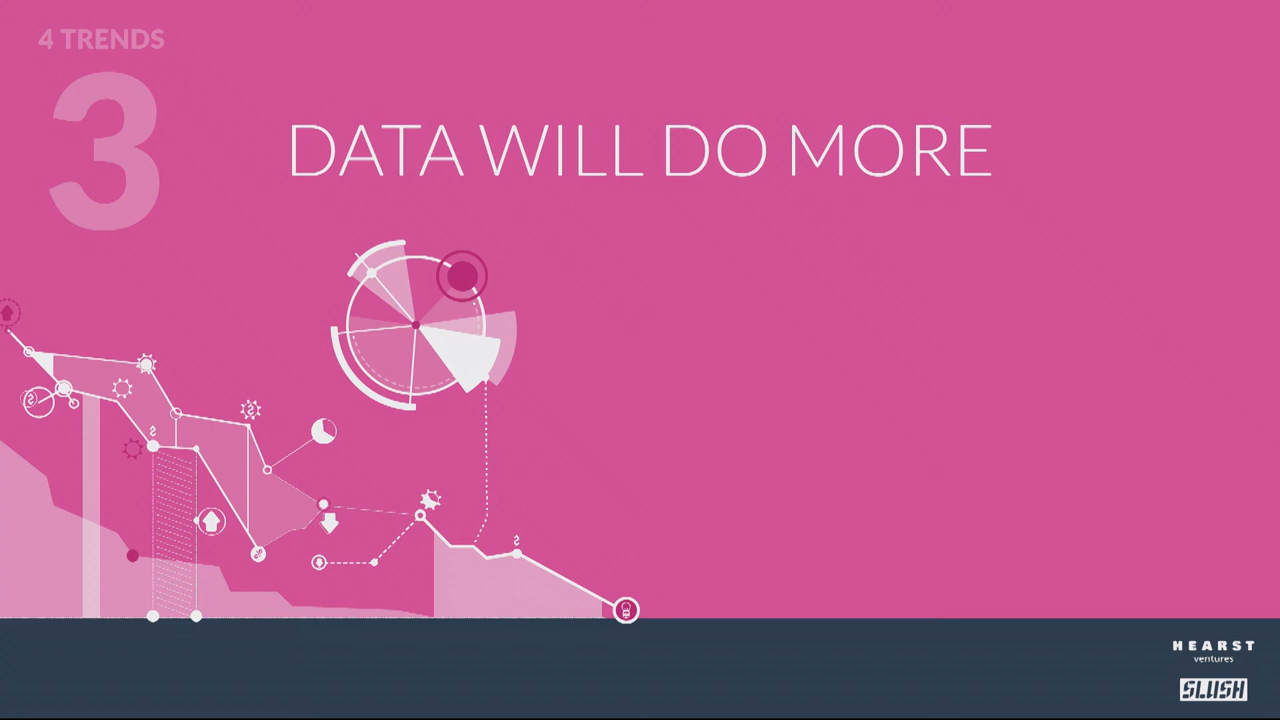 4 TRENDS
3
DATA WILL DO MORE
HEARST
ventures
SLUSH